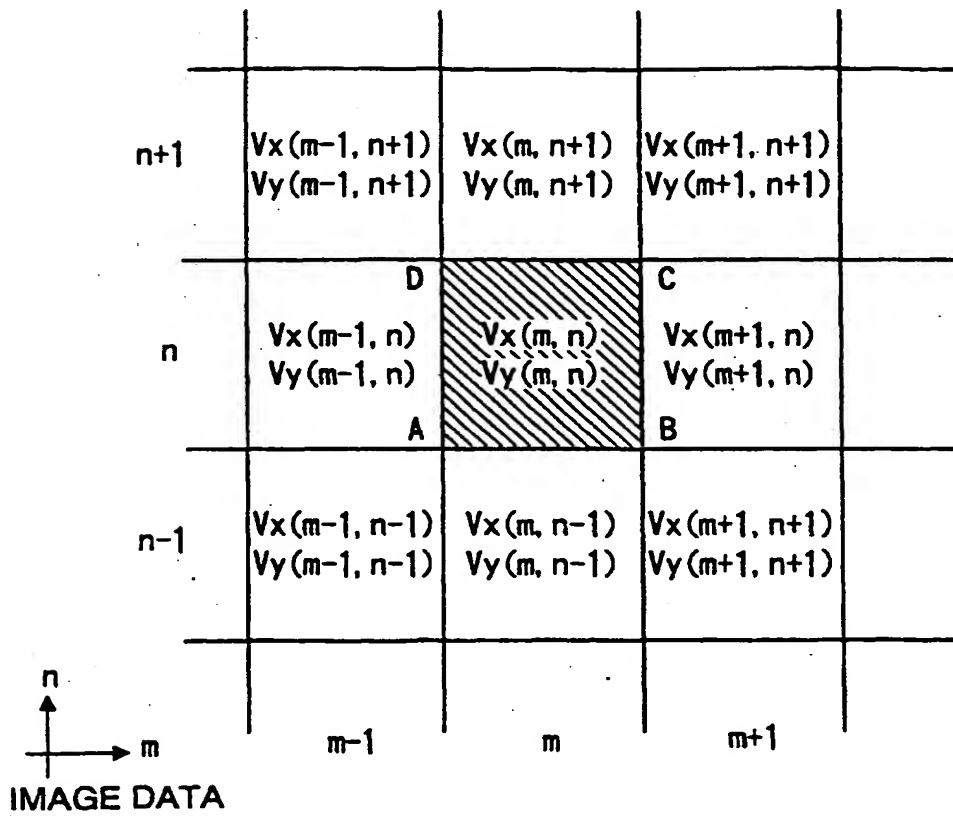 n+1
Vx(m-1, n+1) Vx(m, n+1) Vx(m+1, n+1)
Vy(m-1, n+1) Vy(m, n+1) Vy(m+1, n+1)
D C
n
Vx(m-1, n) Vx(m, n) Vx(m+1, n)
Vy(m-1, n) Vy(m, n) Vy(m+1, n)
A B
n-1
Vx(m-1, n-1) Vx(m, n-1) Vx(m+1, n+1)
Vy(m-1, n-1) Vy(m, n-1) Vy(m+1, n+1)
n
m
m-1 m m+1
IMAGE DATA